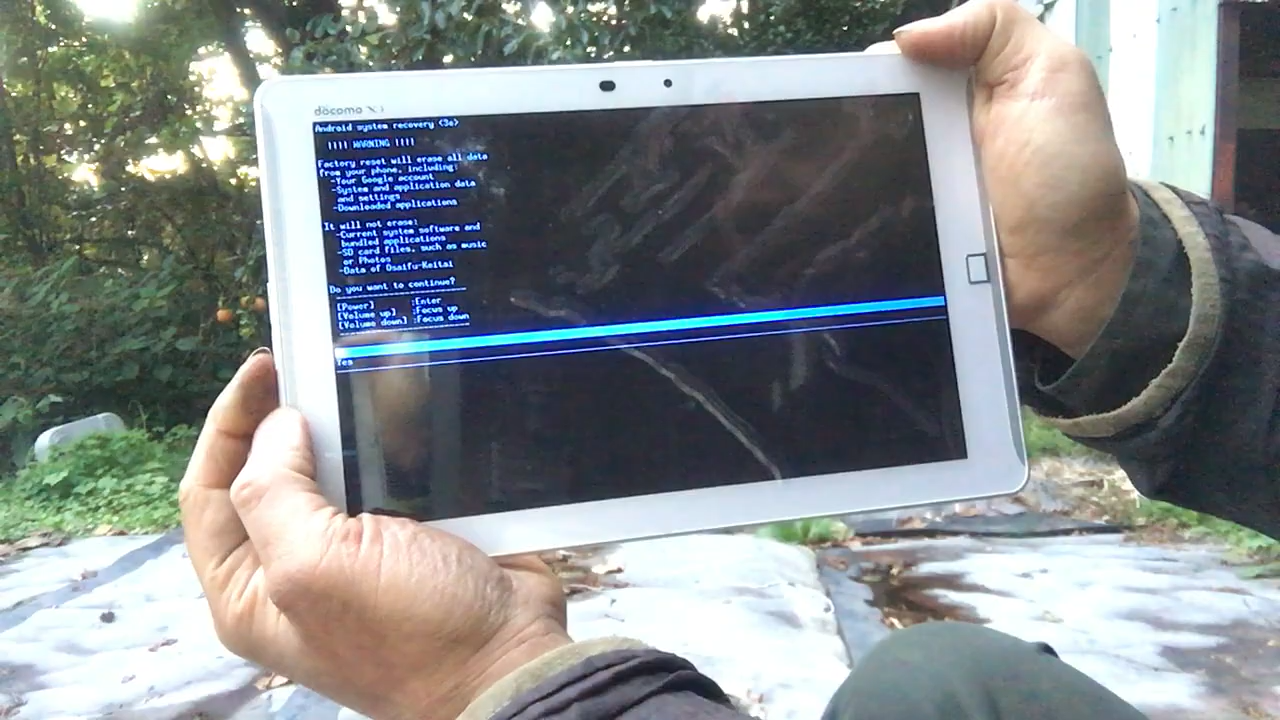 döcomo Xi
Android system recovery <3e>
!!!! WARNING !!!!
Factory reset will erase all data
from your phone, including:
-Your Google account
-System and application data
and settings
-Downloaded applications
It will not erase:
-Current system software and
bundled applications
-SD card files, such as music
or Photos
-Data of Osaifu-Keitai
Do you want to continue?
[Power] :Enter
[Volume up] :Focus up
[Volume down] :Focus down
Yes